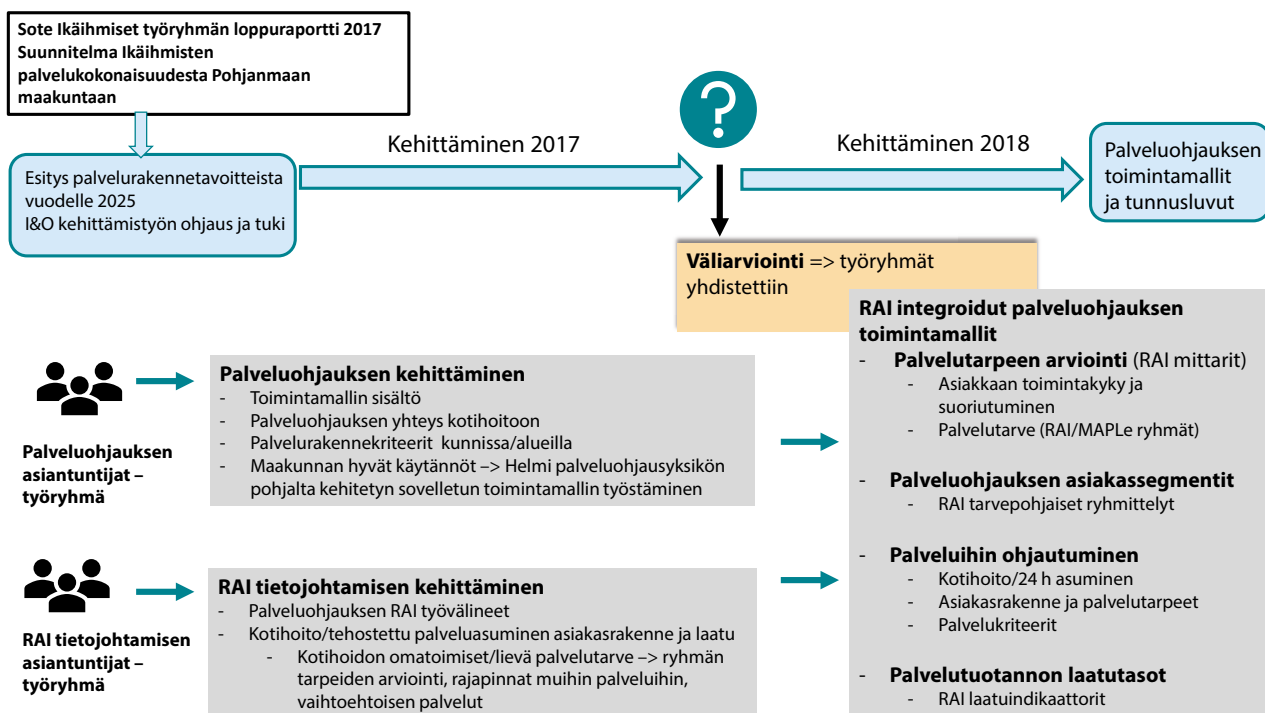 Sote Ikäihmiset työryhmän loppuraportti 2017
Suunnitelma Ikäihmisten
palvelukokonaisuudesta Pohjanmaan
maakuntaan
Esitys palvelurakennetavoitteista
vuodelle 2025
I&O kehittämistyön ohjaus ja tuki
Kehittäminen 2017
?
Kehittäminen 2018
Palveluohjauksen
toimintamallit
ja tunnusluvut
Väliarviointi => työryhmät
yhdistettiin
Palveluohjauksen
asiantuntijat –
työryhmä
Palveluohjauksen kehittäminen
- Toimintamallin sisältö
- Palveluohjauksen yhteys kotihoitoon
- Palvelurakennekriteerit kunnissa/alueilla
- Maakunnan hyvät käytännöt –> Helmi palveluohjausyksikön
pohjalta kehitetyn sovelletun toimintamallin työstäminen
RAI tietojohtamisen
asiantuntijat –
työryhmä
RAI tietojohtamisen kehittäminen
- Palveluohjauksen RAI työvälineet
- Kotihoito/tehostettu palveluasuminen asiakasrakenne ja laatu
- Kotihoidon omatoimiset/lievä palvelutarve –> ryhmän
tarpeiden arviointi, rajapinnat muihin palveluihin,
vaihtoehtoisen palvelut
RAI integroidut palveluohjauksen
toimintamallit
- Palvelutarpeen arviointi (RAI mittarit)
- Asiakkaan toimintakyky ja
suoriutuminen
- Palvelutarve (RAI/MAPLe ryhmät)
- Palveluohjauksen asiakassegmentit
- RAI tarvepohjaiset ryhmittelyt
- Palveluihin ohjautuminen
- Kotihoito/24 h asuminen
- Asiakasrakenne ja palvelutarpeet
- Palvelukriteerit
- Palvelutuotannon laatutasot
- RAI laatuindikaattorit